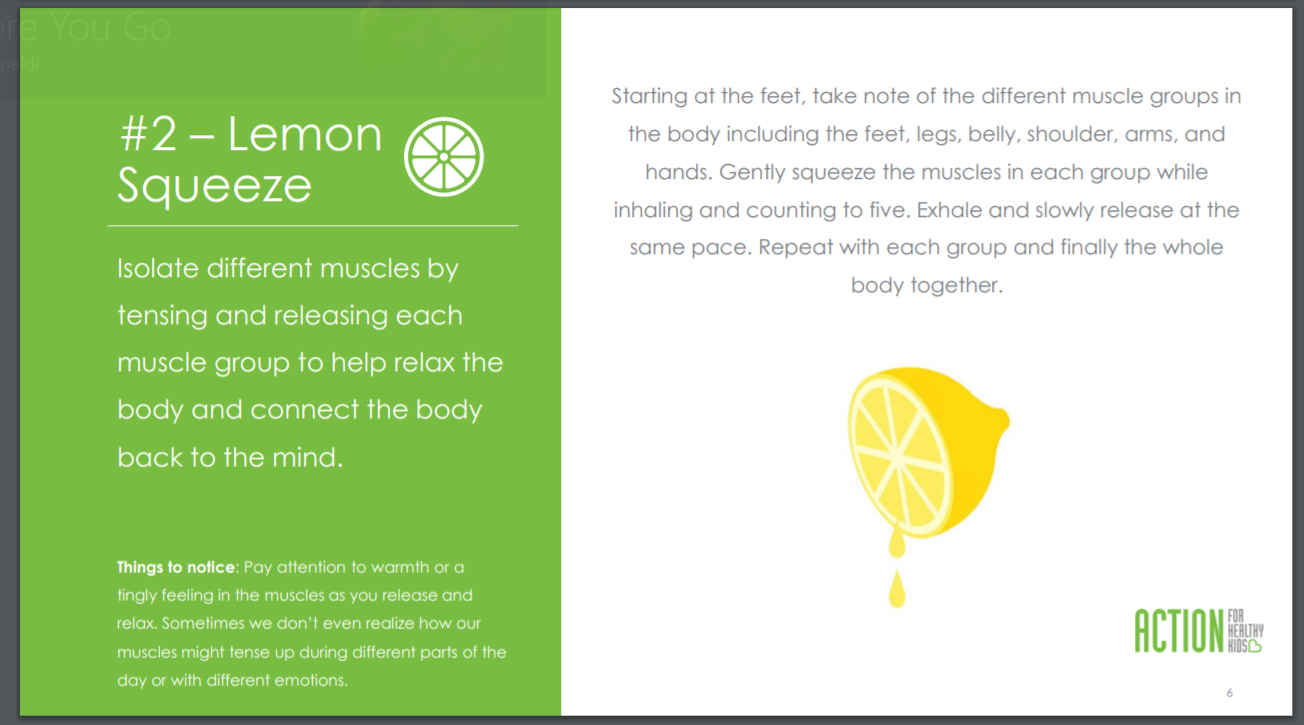 re You Go
paldi
#2 – Lemon
Squeeze
Isolate different muscles by
tensing and releasing each
muscle group to help relax the
body and connect the body
back to the mind.
Things to notice: Pay attention to warmth or a
tingly feeling in the muscles as you release and
relax. Sometimes we don't even realize how our
muscles might tense up during different parts of the
day or with different emotions.
Starting at the feet, take note of the different muscle groups in
the body including the feet, legs, belly, shoulder, arms, and
hands. Gently squeeze the muscles in each group while
inhaling and counting to five. Exhale and slowly release at the
same pace. Repeat with each group and finally the whole
body together.
ACTION FOR HEALTHY KIDS
6